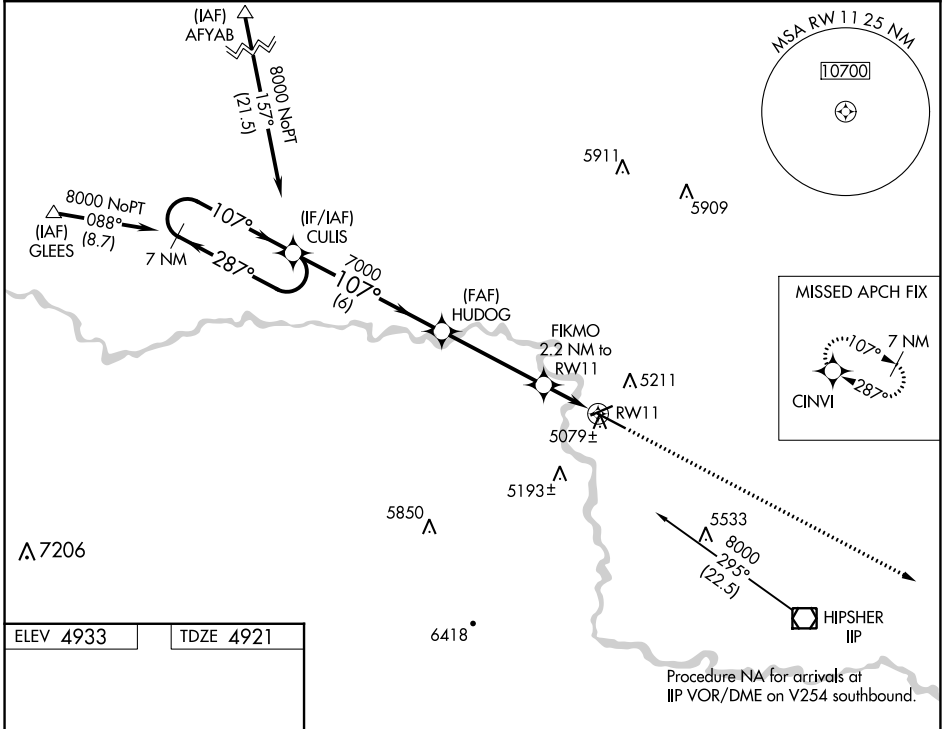 (IAF)
AFYAB
8000 NoPT
157°
(21.5)
MSA RW 11 25 NM
10700
5911
5909
8000 NoPT
088°
(8.7)
(IAF)
GLEES
7 NM
107°
287°
(IF/IAF)
CULIS
7000
107°
(6)
(FAF)
HUDOG
FIKMO
2.2 NM to
RW11
5211
RW11
5079±
5193±
MISSED APCH FIX
107°
7 NM
287°
CINVI
5850
5533
8000
295°
(22.5)
7206
HIPSHER
IIP
6418
ELEV 4933
TDZE 4921
Procedure NA for arrivals at
IIP VOR/DME on V254 southbound.